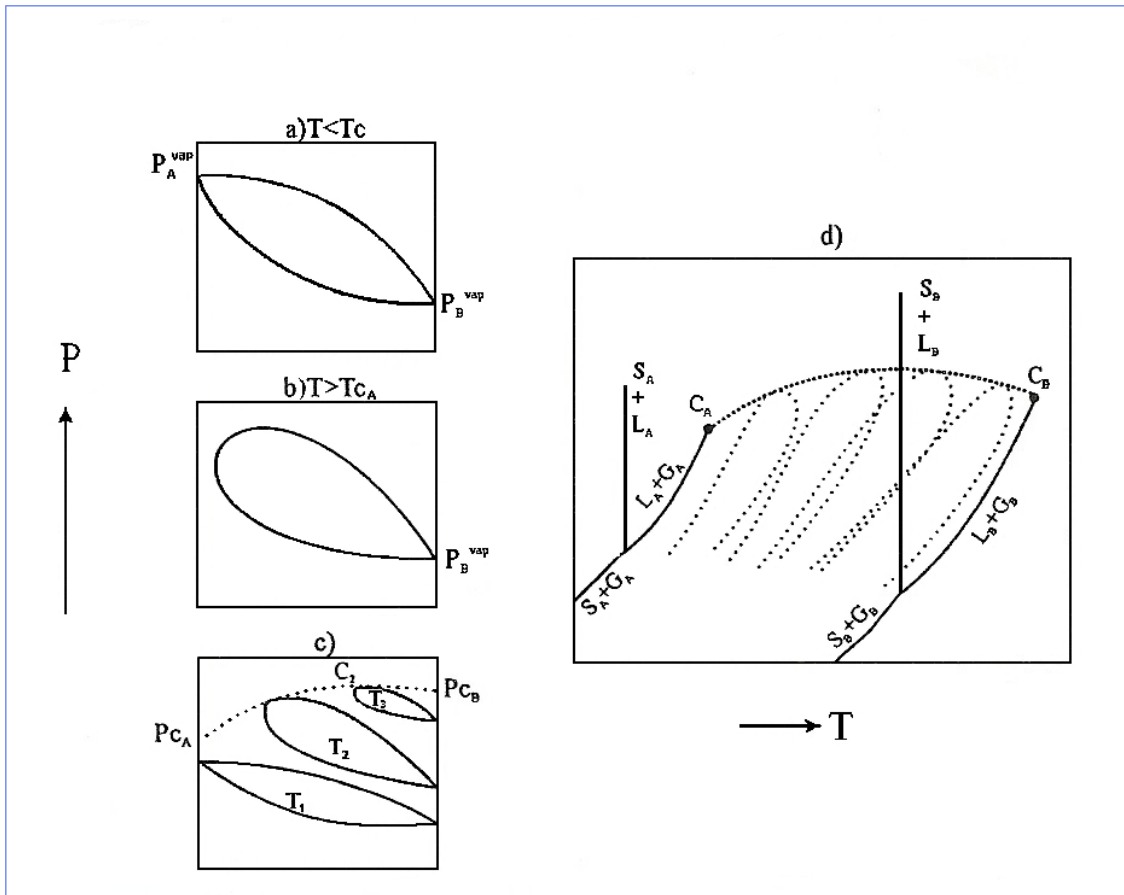 a)T<Tc
P_A^vap
P_B^vap
b)T>Tc_A
P_B^vap
c)
C_2
Pc_A
Pc_B
T_3
T_2
T_1
P
d)
S_A
+
L_A
C_A
L_A+G_A
S_A+G_A
S_B
+
L_B
C_B
L_B+G_B
S_B+G_B
T